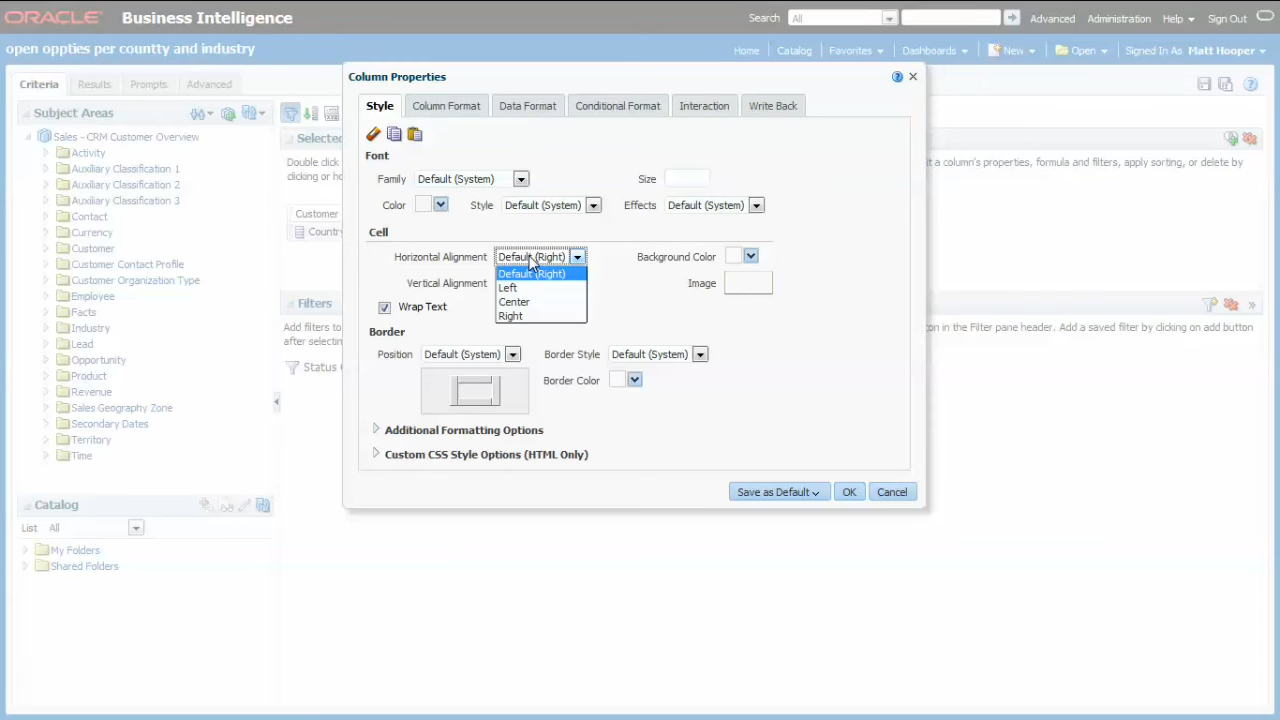 ORACLE Business Intelligence Search All Advanced Administration Help Sign Out
open oppties per countty and industry Home Catalog Favorites Dashboards New Open Signed In As Matt Hooper
Column Properties
Criteria Results Prompts Advanced
Style Column Format Data Format Conditional Format Interaction Write Back
Subject Areas
Selected
Sales - CRM Customer Overview
Activity
Auxiliary Classification 1
Auxiliary Classification 2
Auxiliary Classification 3
Contact
Currency
Customer
Customer Contact Profile
Customer Organization Type
Employee
Facts
Industry
Lead
Opportunity
Product
Revenue
Sales Geography Zone
Secondary Dates
Territory
Time
Catalog
List All
My Folders
Shared Folders
Double click
clicking or
t a column's properties, formula and filters, apply sorting, or delete by
Customer
Country
Filters
Add filters to
after selecting
on in the Filter pane header. Add a saved filter by clicking on add button
Status
Font
Family Default (System) Size
Color Style Default (System) Effects Default (System)
Cell
Horizontal Alignment Default (Right) Background Color
Default (Right)
Left
Center
Right
Vertical Alignment Image
Wrap Text
Border
Position Default (System) Border Style Default (System)
Border Color
Additional Formatting Options
Custom CSS Style Options (HTML Only)
Save as Default OK Cancel